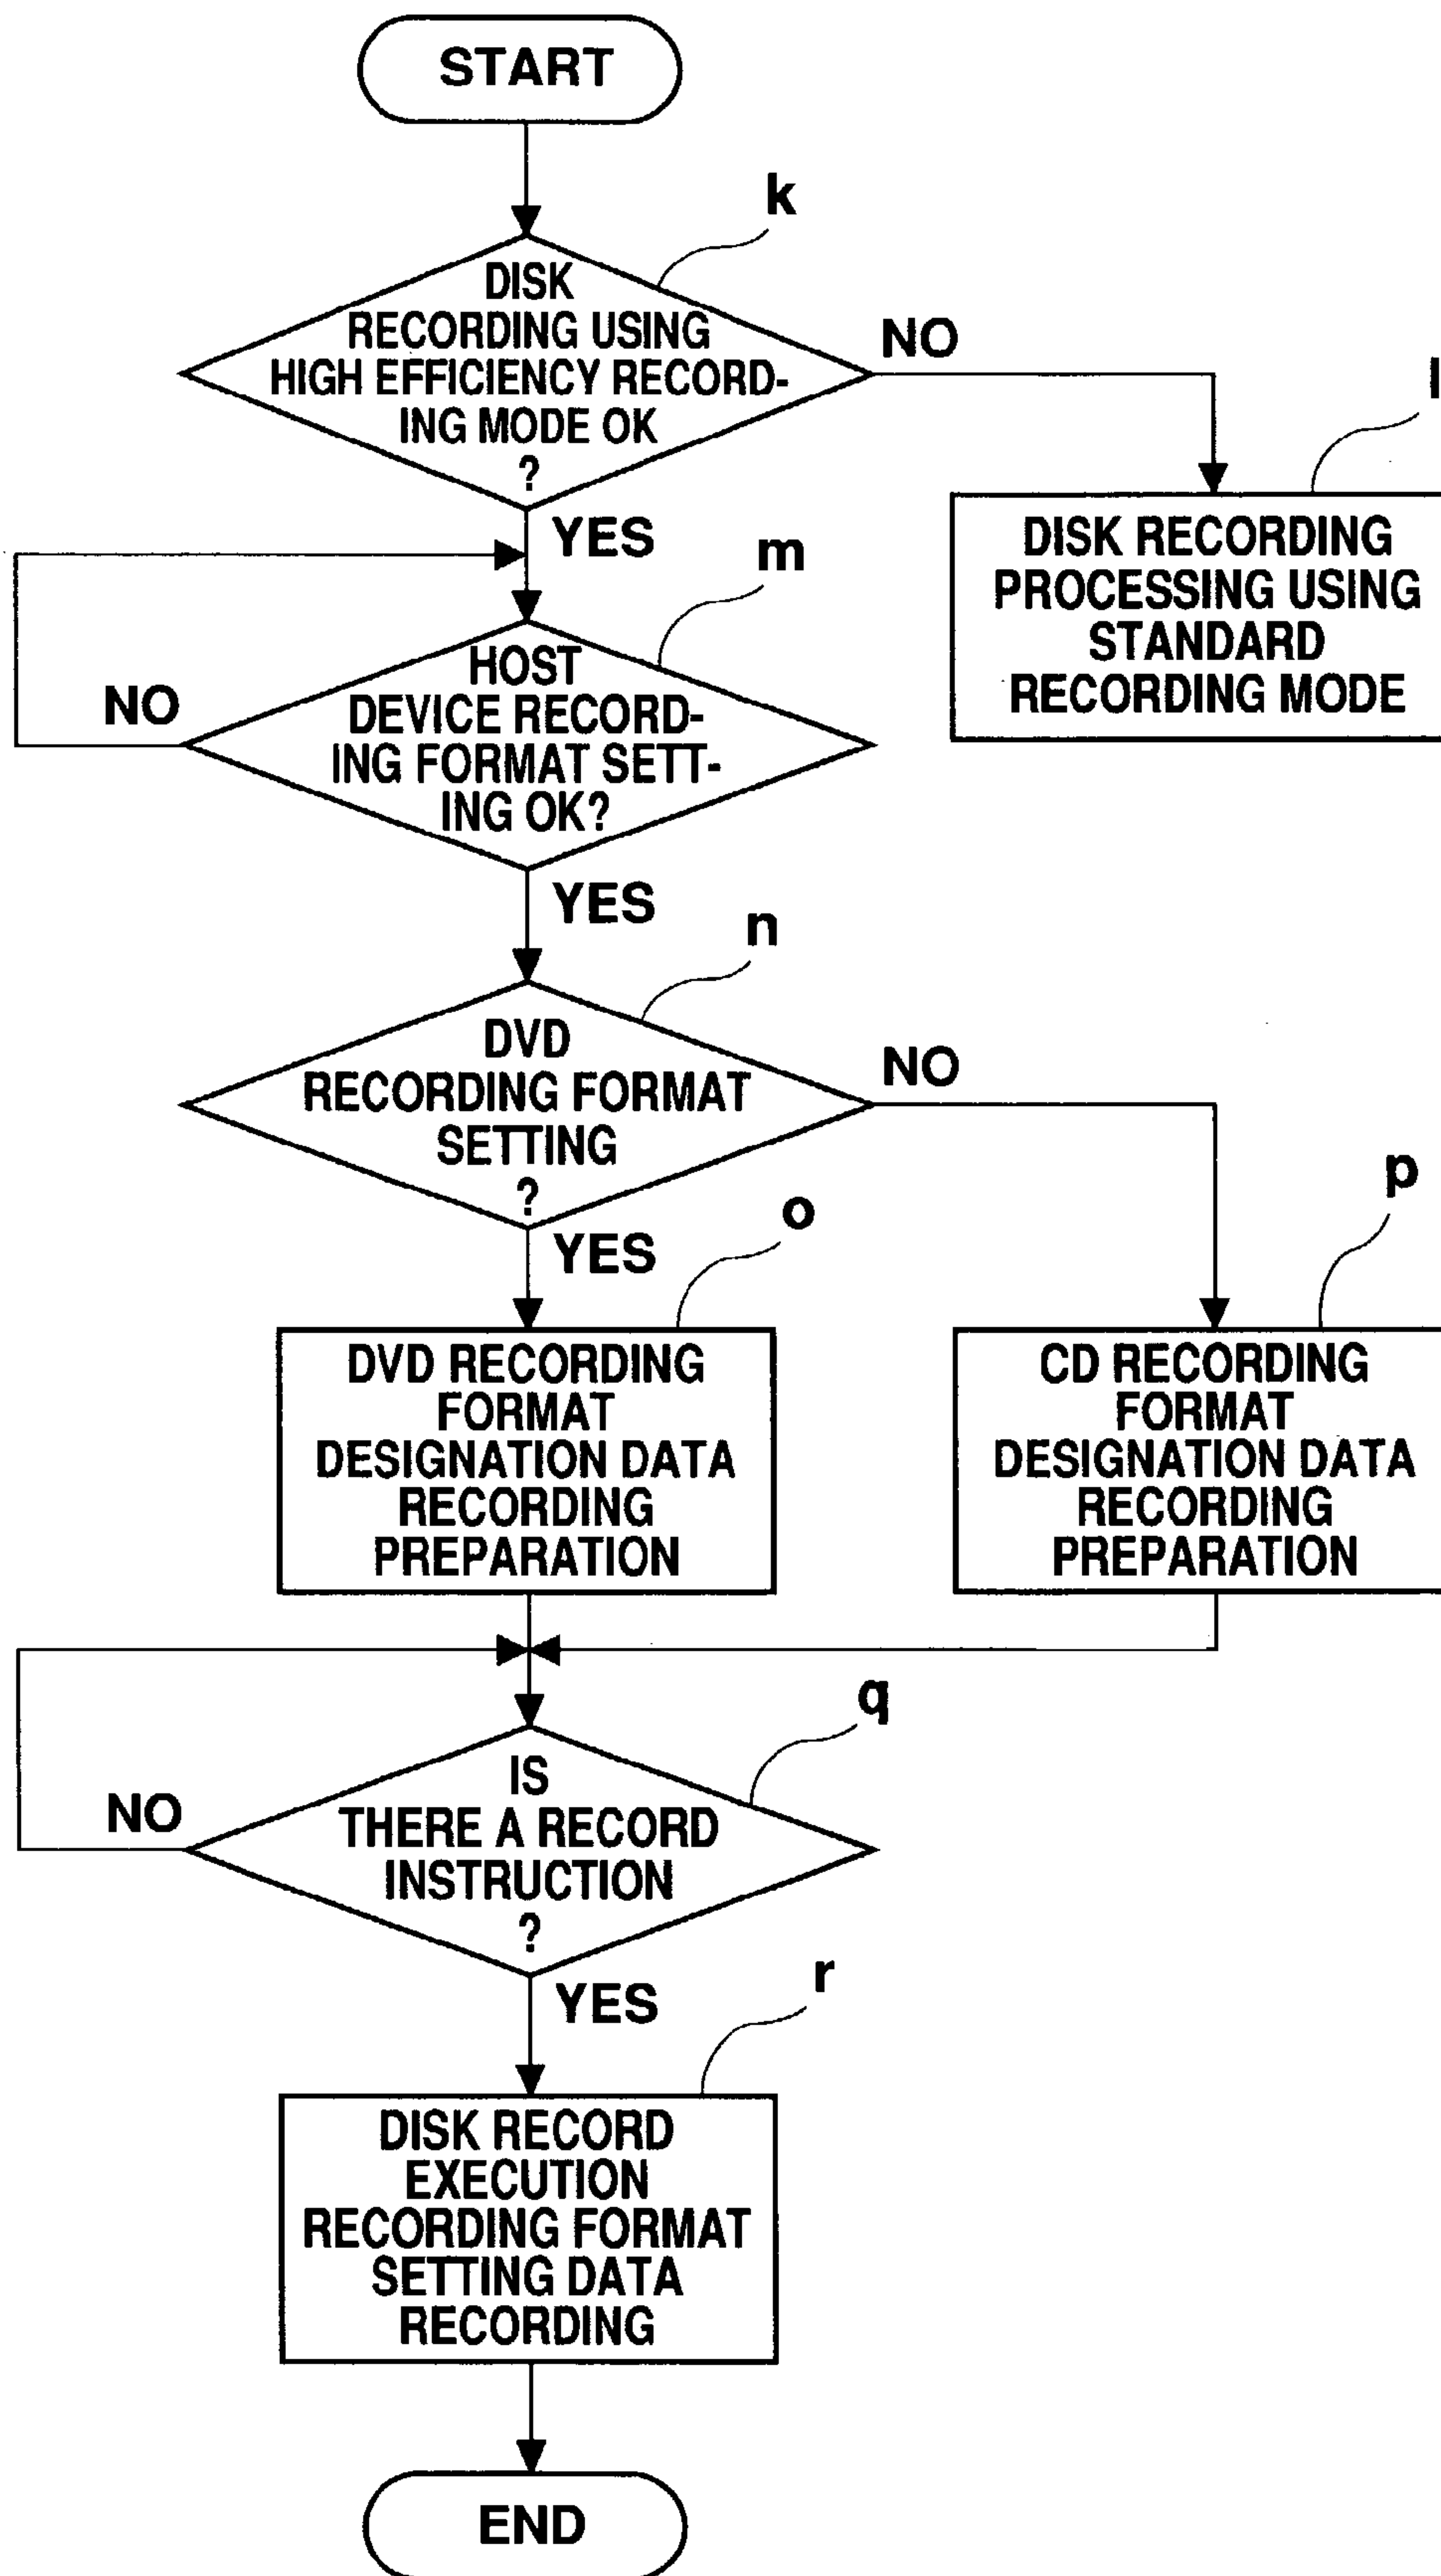 START
k
DISK
RECORDING USING
HIGH EFFICIENCY RECORD-
ING MODE OK
?
NO
l
YES
DISK RECORDING
PROCESSING USING
STANDARD
RECORDING MODE
m
HOST
DEVICE RECORD-
ING FORMAT SETT-
ING OK?
NO
YES
n
DVD
RECORDING FORMAT
SETTING
?
NO
YES
o
p
DVD RECORDING
FORMAT
DESIGNATION DATA
RECORDING
PREPARATION
CD RECORDING
FORMAT
DESIGNATION DATA
RECORDING
PREPARATION
q
IS
THERE A RECORD
INSTRUCTION
?
NO
YES
r
DISK RECORD
EXECUTION
RECORDING FORMAT
SETTING DATA
RECORDING
END